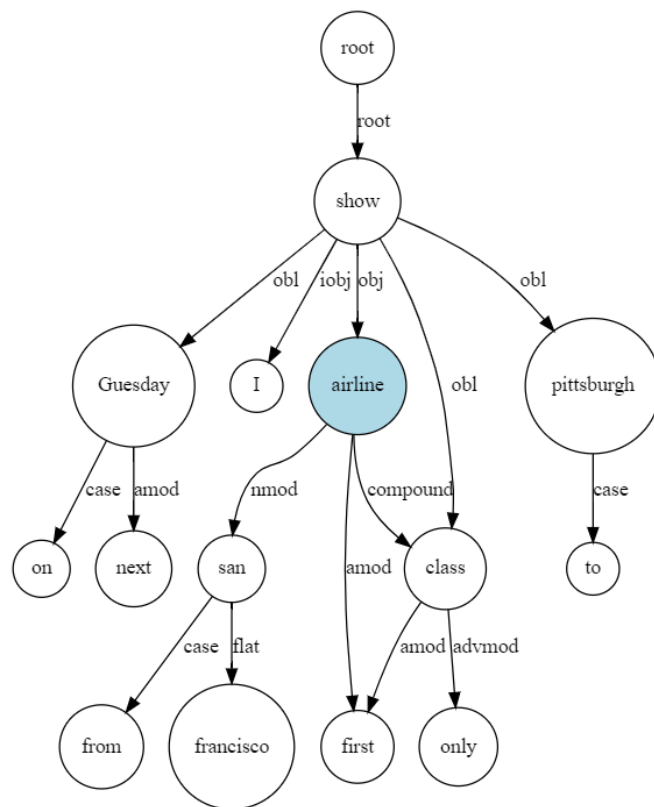 root
root
show
obl iobj obj obl
Guesday I airline obl pittsburgh
case amod nmod compound case
on next san amod class to
case flat amod advmod
from francisco first only